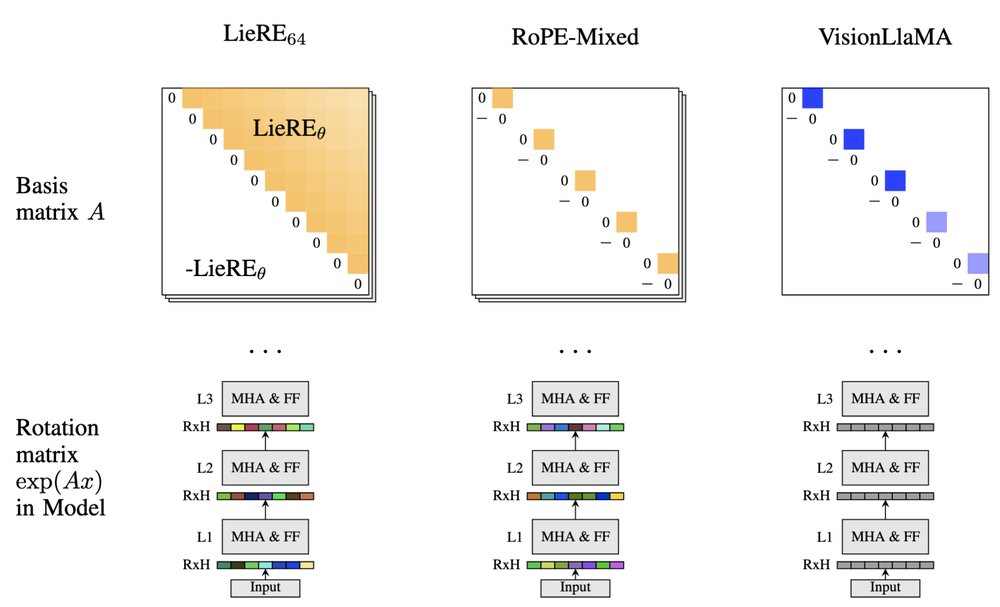 LieRE₆₄ RoPE-Mixed VisionLlaMA
0 0 0
0 — 0 — 0
0 LieREθ 0 0
0 — 0 — 0
Basis
matrix A
0 0 0
0 — 0 — 0
0 0 0
0 — 0 — 0
-LieREθ 0 0 0
0 — 0 — 0
... ... ...
L3 MHA & FF L3 MHA & FF L3 MHA & FF
RxH RxH RxH
Rotation
matrix
exp(Ax)
in Model
L2 MHA & FF L2 MHA & FF L2 MHA & FF
RxH RxH RxH
L1 MHA & FF L1 MHA & FF L1 MHA & FF
RxH RxH RxH
Input Input Input